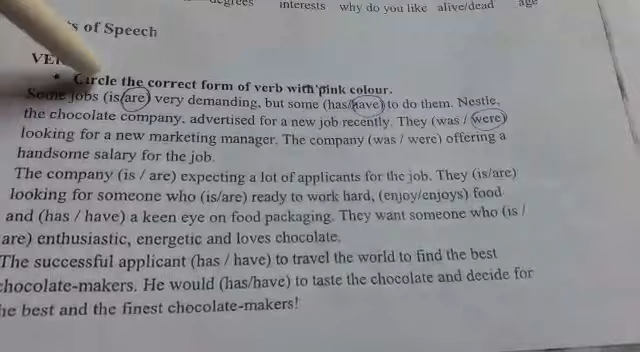 degrees interests why do you like alive/dead age
's of Speech
VER
• Circle the correct form of verb with pink colour.
Some jobs (is/are) very demanding, but some (has/have) to do them. Nestle,
the chocolate company, advertised for a new job recently. They (was / were)
looking for a new marketing manager. The company (was / were) offering a
handsome salary for the job.
The company (is / are) expecting a lot of applicants for the job. They (is/are)
looking for someone who (is/are) ready to work hard, (enjoy/enjoys) food
and (has / have) a keen eye on food packaging. They want someone who (is /
are) enthusiastic, energetic and loves chocolate.
The successful applicant (has / have) to travel the world to find the best
chocolate-makers. He would (has/have) to taste the chocolate and decide for
he best and the finest chocolate-makers!